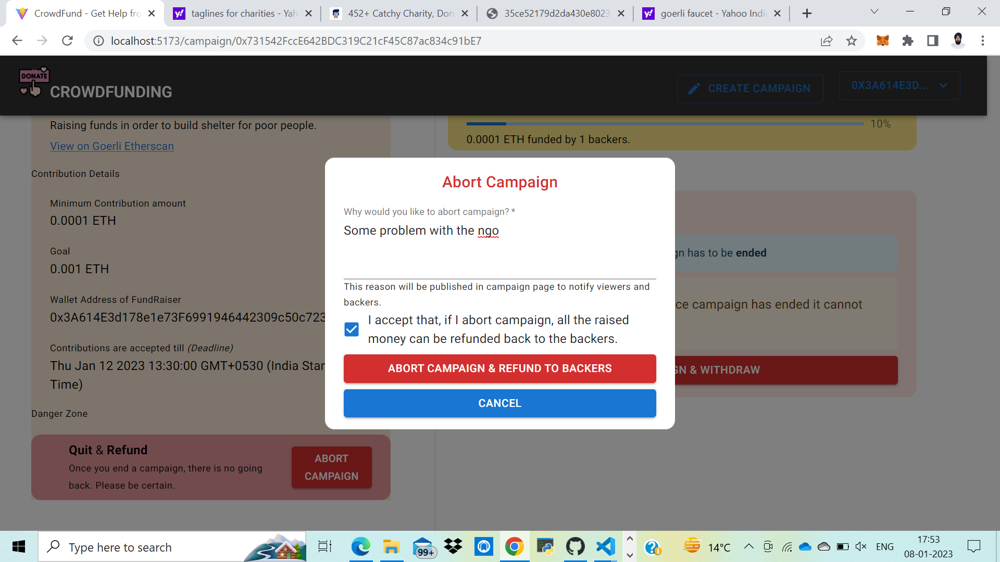 CrowdFund - Get Help fro
taglines for charities - Yah
452+ Catchy Charity, Don
35ce52179d2da430e8023
goerli faucet - Yahoo India
localhost:5173/campaign/0x731542FccE642BDC319C21cF45C87ac834c91bE7
DONATE
CROWDFUNDING
CREATE CAMPAIGN
0X3A614E3D...
Raising funds in order to build shelter for poor people.
View on Goerli Etherscan
Contribution Details
Minimum Contribution amount
0.0001 ETH
Goal
0.001 ETH
Wallet Address of FundRaiser
0x3A614E3d178e1e73F6991946442309c50c723
Contributions are accepted till (Deadline)
Thu Jan 12 2023 13:30:00 GMT+0530 (India Stan
Time)
Danger Zone
Quit & Refund
Once you end a campaign, there is no going
back. Please be certain.
ABORT
CAMPAIGN
10%
0.0001 ETH funded by 1 backers.
gn has to be ended
ce campaign has ended it cannot
GN & WITHDRAW
Abort Campaign
Why would you like to abort campaign? *
Some problem with the ngo
This reason will be published in campaign page to notify viewers and
backers.
I accept that, if I abort campaign, all the raised
money can be refunded back to the backers.
ABORT CAMPAIGN & REFUND TO BACKERS
CANCEL
Type here to search
99+
14°C
ENG
17:53
08-01-2023